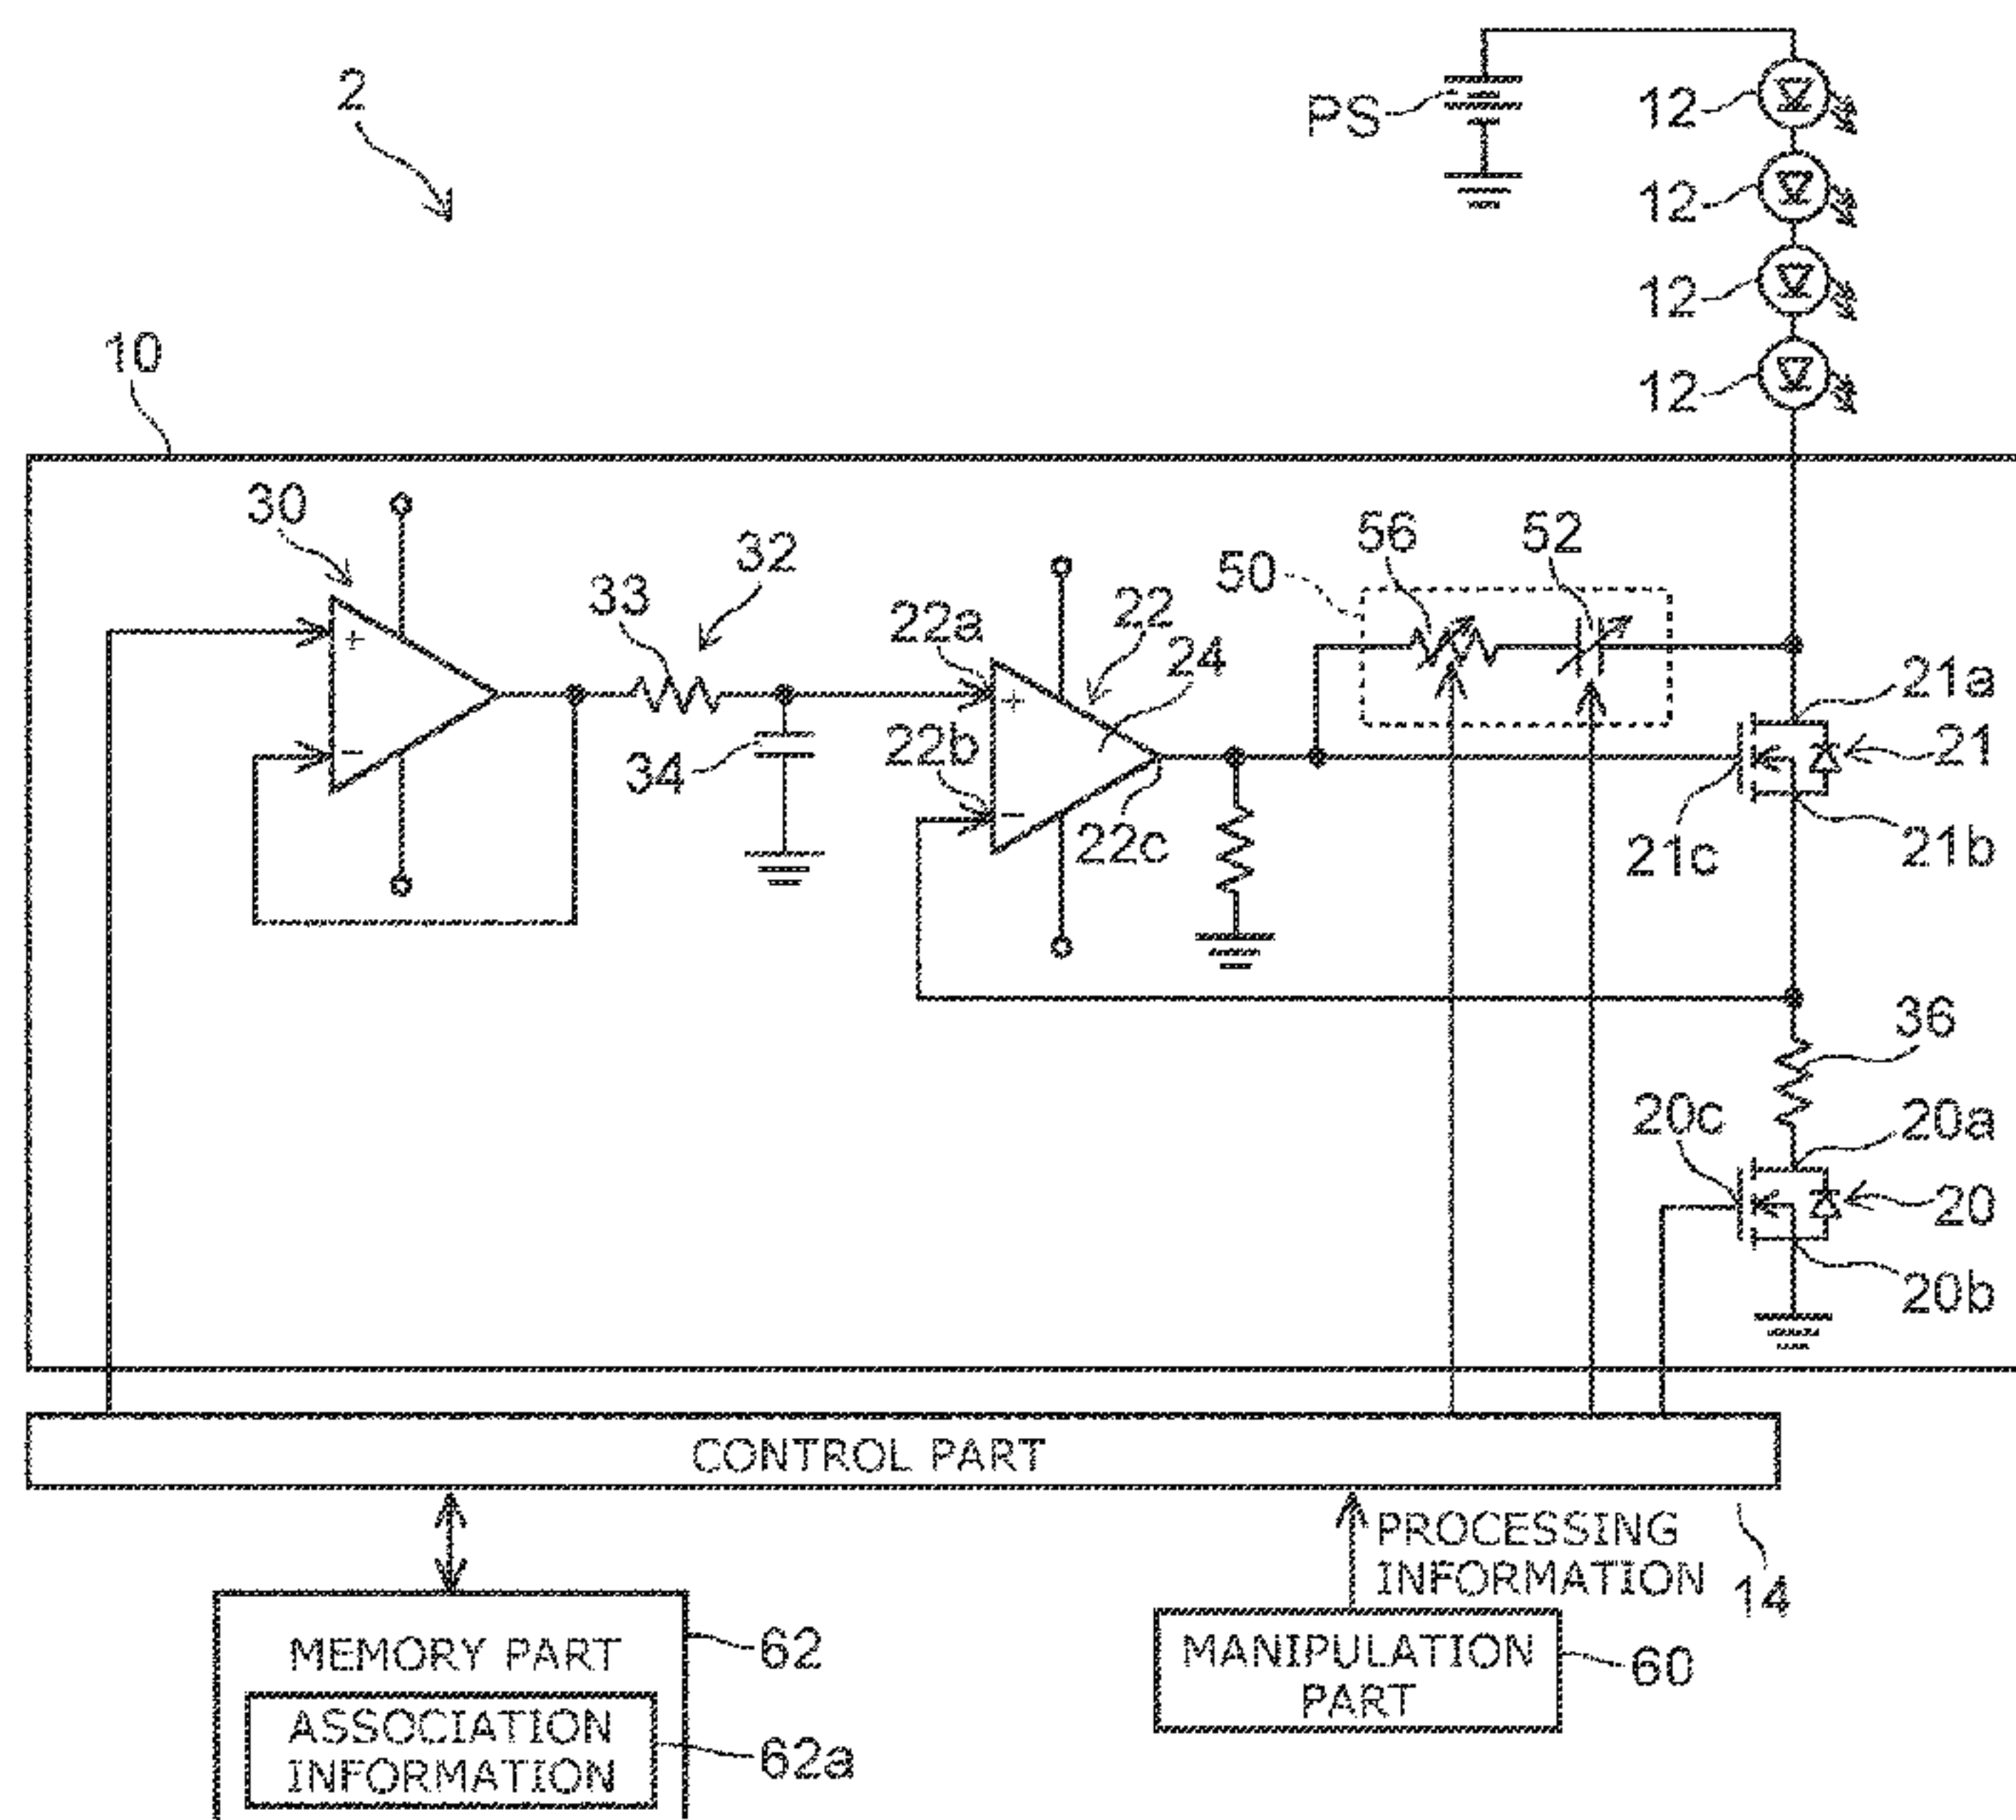 2
PS
12
12
12
12
10
30
32
33
34
+
−
22a
22b
22
24
22c
+
−
50
56
52
21a
21
21b
21c
36
20c
20a
20
20b
CONTROL PART
14
PROCESSING
INFORMATION
MEMORY PART
62
ASSOCIATION
INFORMATION
62a
MANIPULATION
PART
60